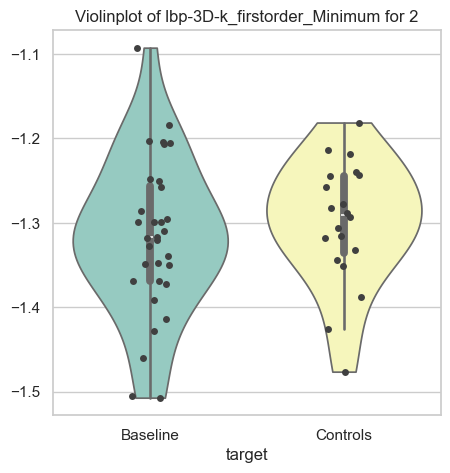 Violinplot of lbp-3D-k_firstorder_Minimum for 2
−1.1
−1.2
−1.3
−1.4
−1.5
Baseline
Controls
target